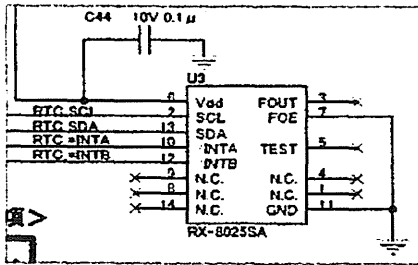 C44 10V 0.1μ
U3
6 Vdd FOUT 3
RTC.SCL 2 SCL FOE 7
RTC.SDA 13 SDA
RTC.*INTA 10 INTA TEST 5
RTC.*INTB 12 INTB
9 N.C. N.C. 4
8 N.C. N.C. 1
14 N.C. GND 11
RX-8025SA
>